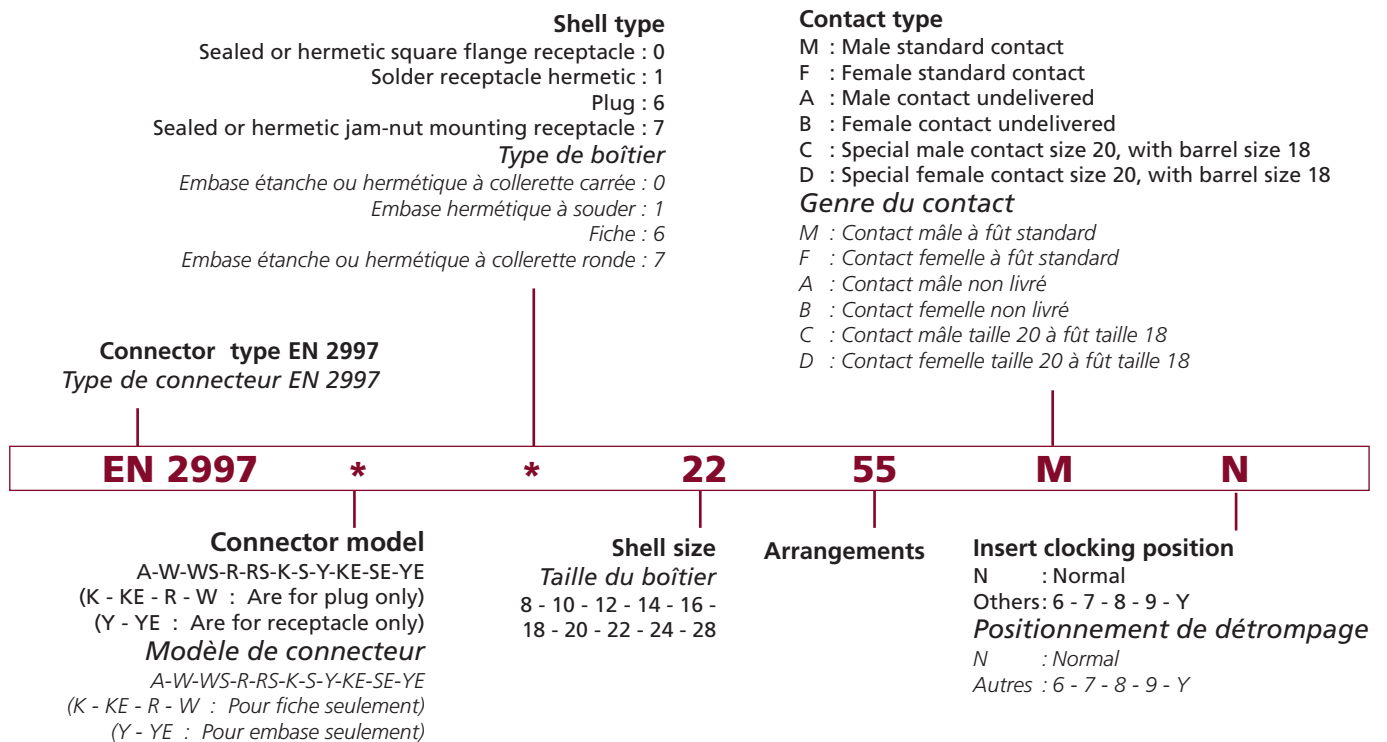 Shell type
Sealed or hermetic square flange receptacle : 0
Solder receptacle hermetic : 1
Plug : 6
Sealed or hermetic jam-nut mounting receptacle : 7
Type de boîtier
Embase étanche ou hermétique à collerette carrée : 0
Embase hermétique à souder : 1
Fiche : 6
Embase étanche ou hermétique à collerette ronde : 7
Contact type
M : Male standard contact
F : Female standard contact
A : Male contact undelivered
B : Female contact undelivered
C : Special male contact size 20, with barrel size 18
D : Special female contact size 20, with barrel size 18
Genre du contact
M : Contact mâle à fût standard
F : Contact femelle à fût standard
A : Contact mâle non livré
B : Contact femelle non livré
C : Contact mâle taille 20 à fût taille 18
D : Contact femelle taille 20 à fût taille 18
Connector type EN 2997
Type de connecteur EN 2997
EN 2997 * * 22 55 M N
Connector model
A-W-WS-R-RS-K-S-Y-KE-SE-YE
(K - KE - R - W : Are for plug only)
(Y - YE : Are for receptacle only)
Modèle de connecteur
A-W-WS-R-RS-K-S-Y-KE-SE-YE
(K - KE - R - W : Pour fiche seulement)
(Y - YE : Pour embase seulement)
Shell size
Taille du boîtier
8 - 10 - 12 - 14 - 16 -
18 - 20 - 22 - 24 - 28
Arrangements
Insert clocking position
N : Normal
Others: 6 - 7 - 8 - 9 - Y
Positionnement de détrompage
N : Normal
Autres : 6 - 7 - 8 - 9 - Y